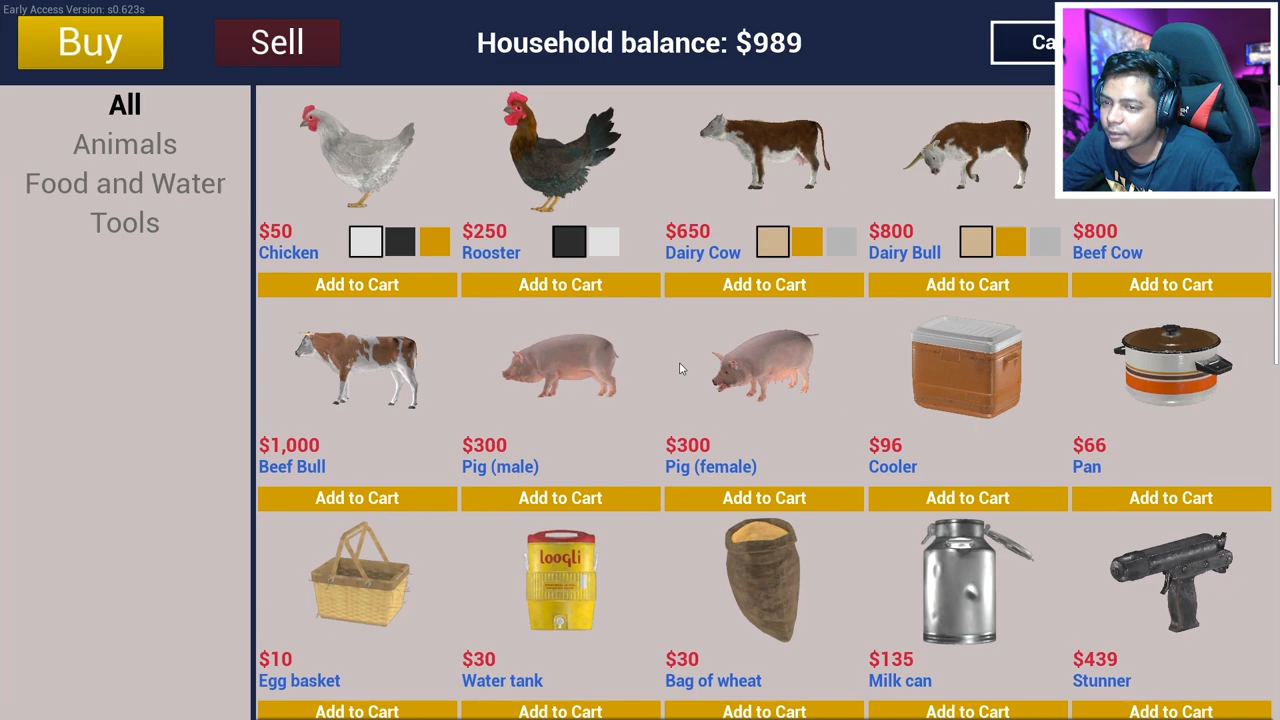 Early Access Version: s0.623s
Buy
Sell
Household balance: $989
Ca
All
Animals
Food and Water
Tools
$50
Chicken
$250
Rooster
$650
Dairy Cow
$800
Dairy Bull
$800
Beef Cow
Add to Cart
Add to Cart
Add to Cart
Add to Cart
Add to Cart
$1,000
Beef Bull
$300
Pig (male)
$300
Pig (female)
$96
Cooler
$66
Pan
Add to Cart
Add to Cart
Add to Cart
Add to Cart
Add to Cart
loogli
$10
Egg basket
$30
Water tank
$30
Bag of wheat
$135
Milk can
$439
Stunner
Add to Cart
Add to Cart
Add to Cart
Add to Cart
Add to Cart